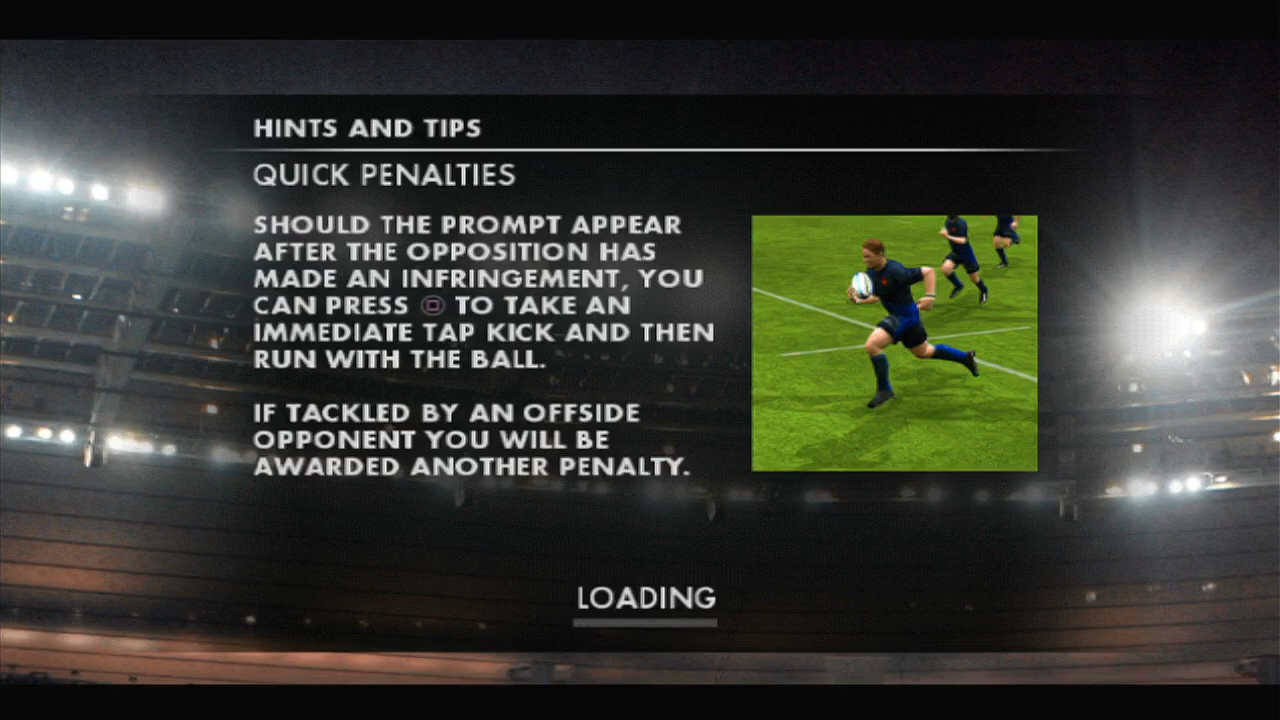 HINTS AND TIPS
QUICK PENALTIES
SHOULD THE PROMPT APPEAR
AFTER THE OPPOSITION HAS
MADE AN INFRINGEMENT, YOU
CAN PRESS TO TAKE AN
IMMEDIATE TAP KICK AND THEN
RUN WITH THE BALL.
IF TACKLED BY AN OFFSIDE
OPPONENT YOU WILL BE
AWARDED ANOTHER PENALTY.
LOADING